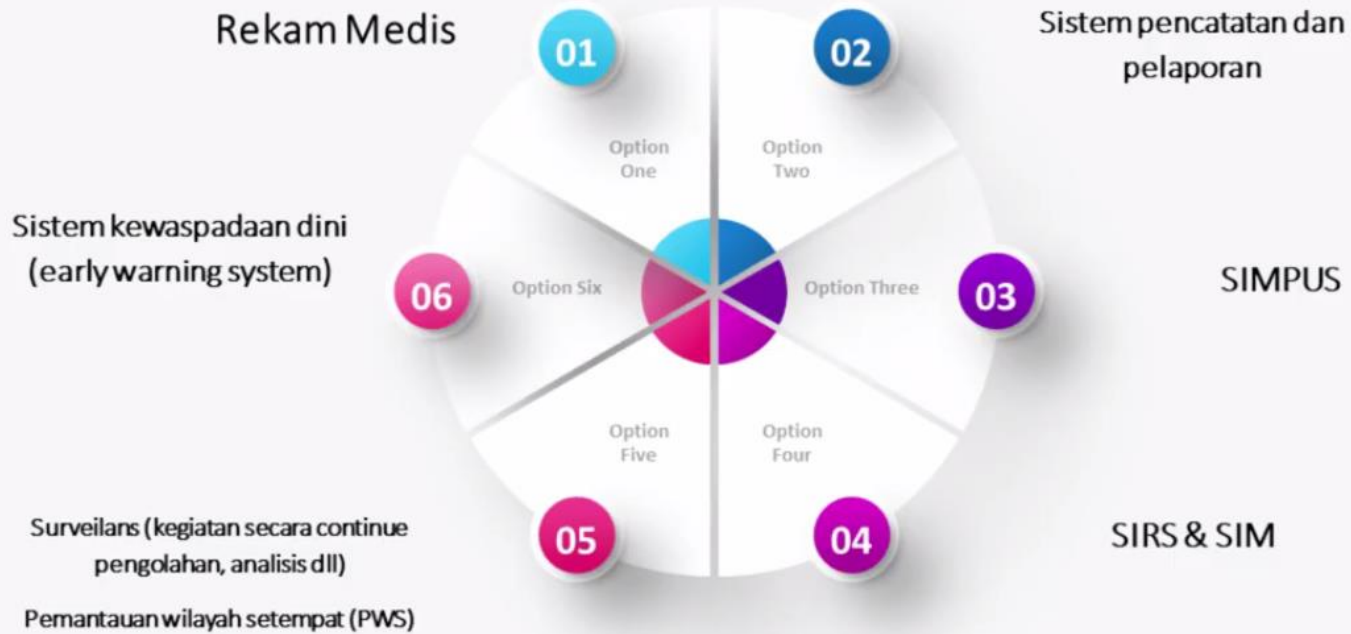 Rekam Medis
01
Option
One
02
Sistem pencatatan dan
pelaporan
Option
Two
Sistem kewaspadaan dini
(early warning system)
06
Option Six
Option Three
03
SIMPUS
Surveilans (kegiatan secara continue
pengolahan, analisis dll)
Pemantauan wilayah setempat (PWS)
05
Option
Five
Option
Four
04
SIRS & SIM